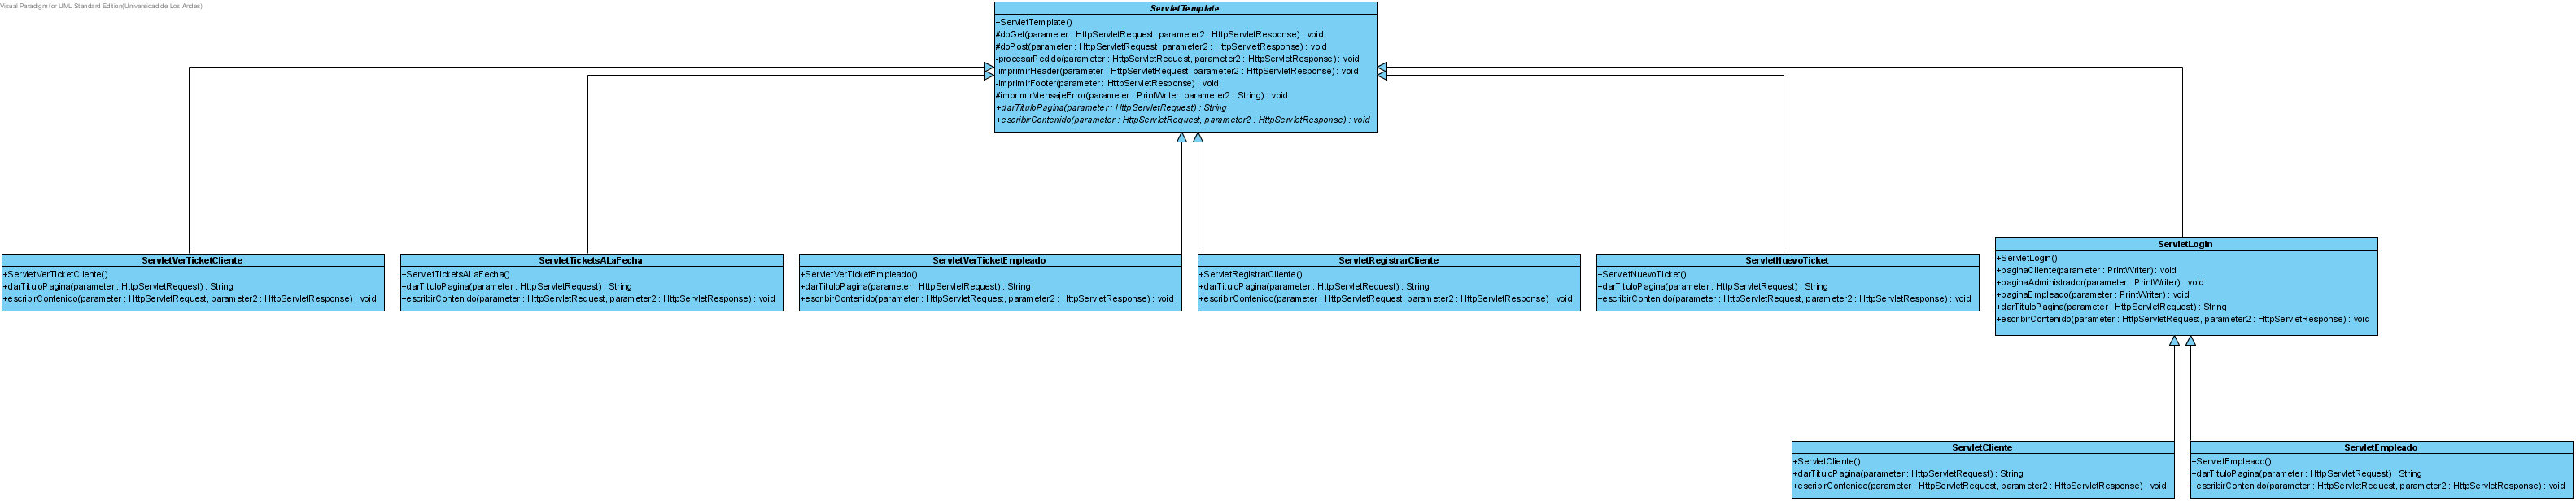 Visual Paradigm for UML Standard Edition(Universidad de Los Andes)
ServletTemplate
+ServletTemplate()
#doGet(parameter : HttpServletRequest, parameter2 : HttpServletResponse) : void
#doPost(parameter : HttpServletRequest, parameter2 : HttpServletResponse) : void
-procesarPedido(parameter : HttpServletRequest, parameter2 : HttpServletResponse) : void
-imprimirHeader(parameter : HttpServletRequest, parameter2 : HttpServletResponse) : void
-imprimirFooter(parameter : HttpServletResponse) : void
#imprimirMensajeError(parameter : PrintWriter, parameter2 : String) : void
+darTituloPagina(parameter : HttpServletRequest) : String
+escribirContenido(parameter : HttpServletRequest, parameter2 : HttpServletResponse) : void
ServletVerTicketCliente
+ServletVerTicketCliente()
+darTituloPagina(parameter : HttpServletRequest) : String
+escribirContenido(parameter : HttpServletRequest, parameter2 : HttpServletResponse) : void
ServletTicketsALaFecha
+ServletTicketsALaFecha()
+darTituloPagina(parameter : HttpServletRequest) : String
+escribirContenido(parameter : HttpServletRequest, parameter2 : HttpServletResponse) : void
ServletVerTicketEmpleado
+ServletVerTicketEmpleado()
+darTituloPagina(parameter : HttpServletRequest) : String
+escribirContenido(parameter : HttpServletRequest, parameter2 : HttpServletResponse) : void
ServletRegistrarCliente
+ServletRegistrarCliente()
+darTituloPagina(parameter : HttpServletRequest) : String
+escribirContenido(parameter : HttpServletRequest, parameter2 : HttpServletResponse) : void
ServletNuevoTicket
+ServletNuevoTicket()
+darTituloPagina(parameter : HttpServletRequest) : String
+escribirContenido(parameter : HttpServletRequest, parameter2 : HttpServletResponse) : void
ServletLogin
+ServletLogin()
+paginaCliente(parameter : PrintWriter) : void
+paginaAdministrador(parameter : PrintWriter) : void
+paginaEmpleado(parameter : PrintWriter) : void
+darTituloPagina(parameter : HttpServletRequest) : String
+escribirContenido(parameter : HttpServletRequest, parameter2 : HttpServletResponse) : void
ServletCliente
+ServletCliente()
+darTituloPagina(parameter : HttpServletRequest) : String
+escribirContenido(parameter : HttpServletRequest, parameter2 : HttpServletResponse) : void
ServletEmpleado
+ServletEmpleado()
+darTituloPagina(parameter : HttpServletRequest) : String
+escribirContenido(parameter : HttpServletRequest, parameter2 : HttpServletResponse) : void